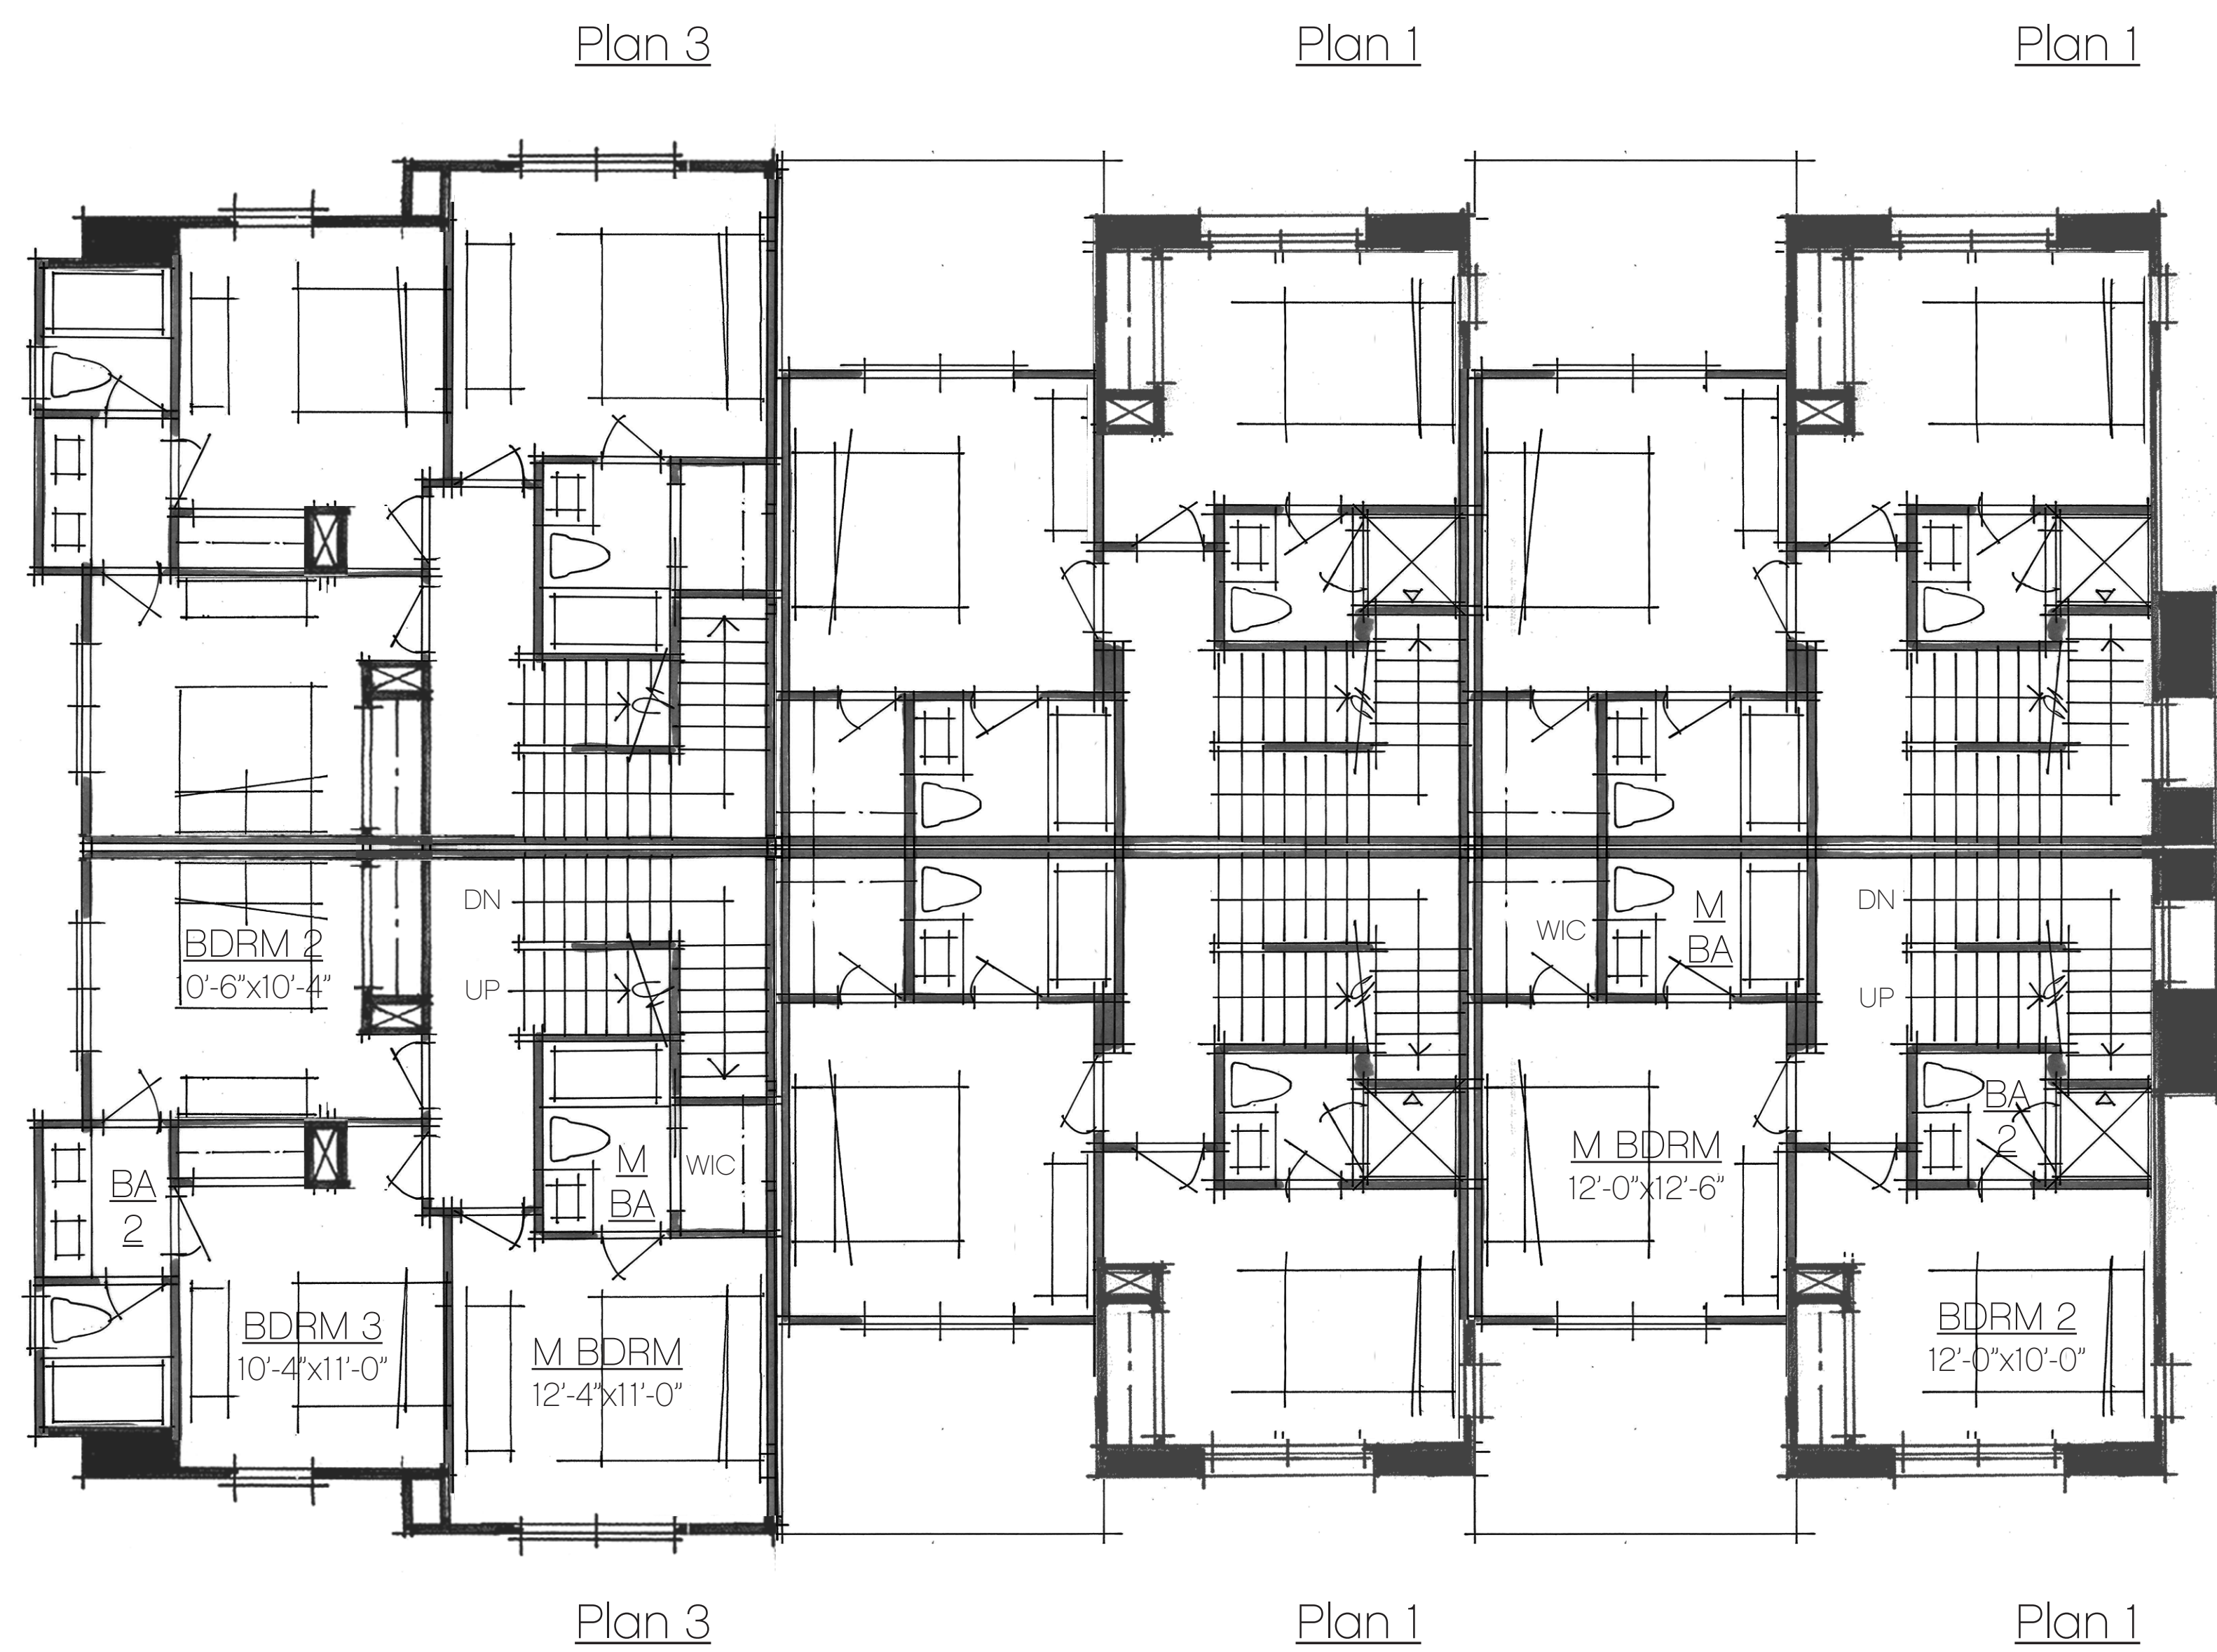 Plan 3
Plan 1
Plan 1
DN
UP
BDRM 2
10'-6"x10'-4"
BA
2
BDRM 3
10'-4"x11'-0"
M
BA
WIC
M BDRM
12'-4"x11'-0"
WIC
M
BA
M BDRM
12'-0"x12'-6"
DN
UP
BA
2
BDRM 2
12'-0"x10'-0"
Plan 3
Plan 1
Plan 1